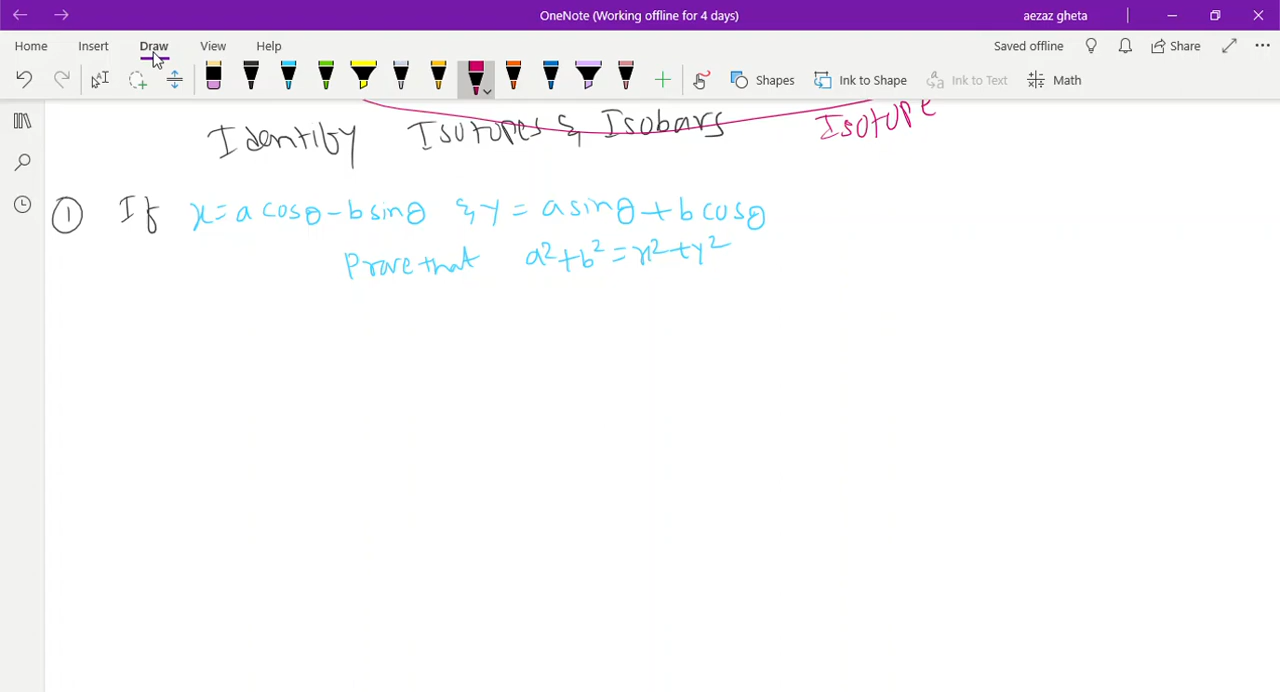 OneNote (Working offline for 4 days)
aezaz gheta
Home Insert Draw View Help
Saved offline Share
Shapes Ink to Shape Ink to Text Math
Identify Isotopes & Isobars Isotope
① If x = a cosθ - b sinθ & y = a sinθ + b cosθ
Prove that a² + b² = x² + y²